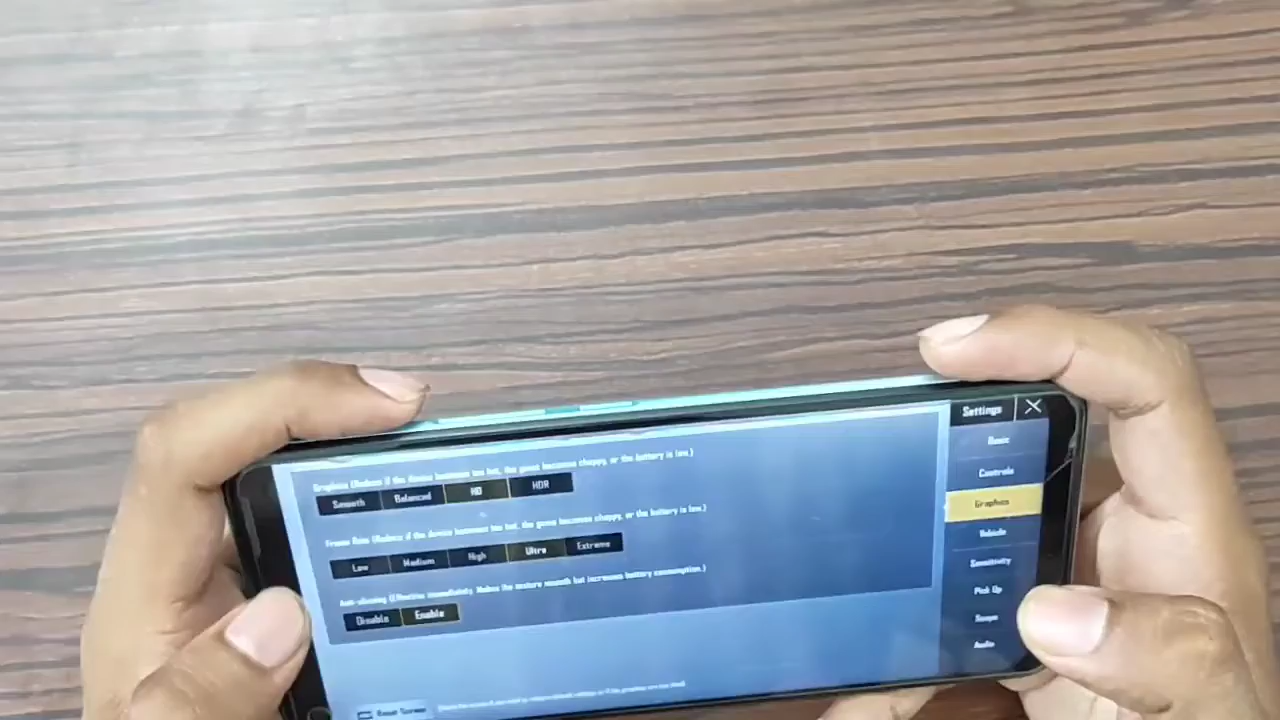 Settings
Basic
Graphics (Reduce if the device becomes too hot, the game becomes choppy, or the battery is low.)
Smooth Balanced HD HDR
Controls
Graphics
Frame Rate (Reduce if the device becomes too hot, the game becomes choppy, or the battery is low.)
Low Medium High Ultra Extreme
Vehicle
Sensitivity
Anti-aliasing (Effective immediately. Makes the texture smooth but increases battery consumption.)
Disable Enable
Pick Up
Scope
Audio
Reset Screen